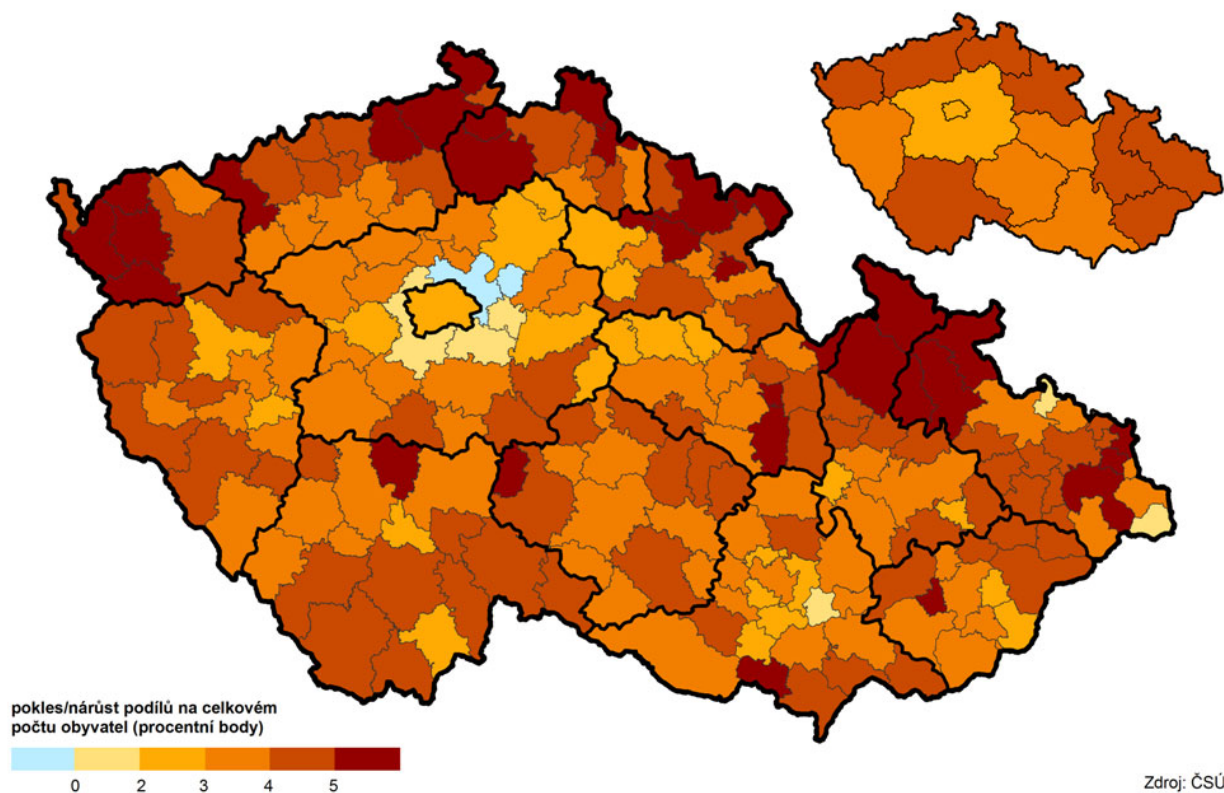 pokles/nárůst podílů na celkovém
počtu obyvatel (procentní body)
0 2 3 4 5
Zdroj: ČSÚ